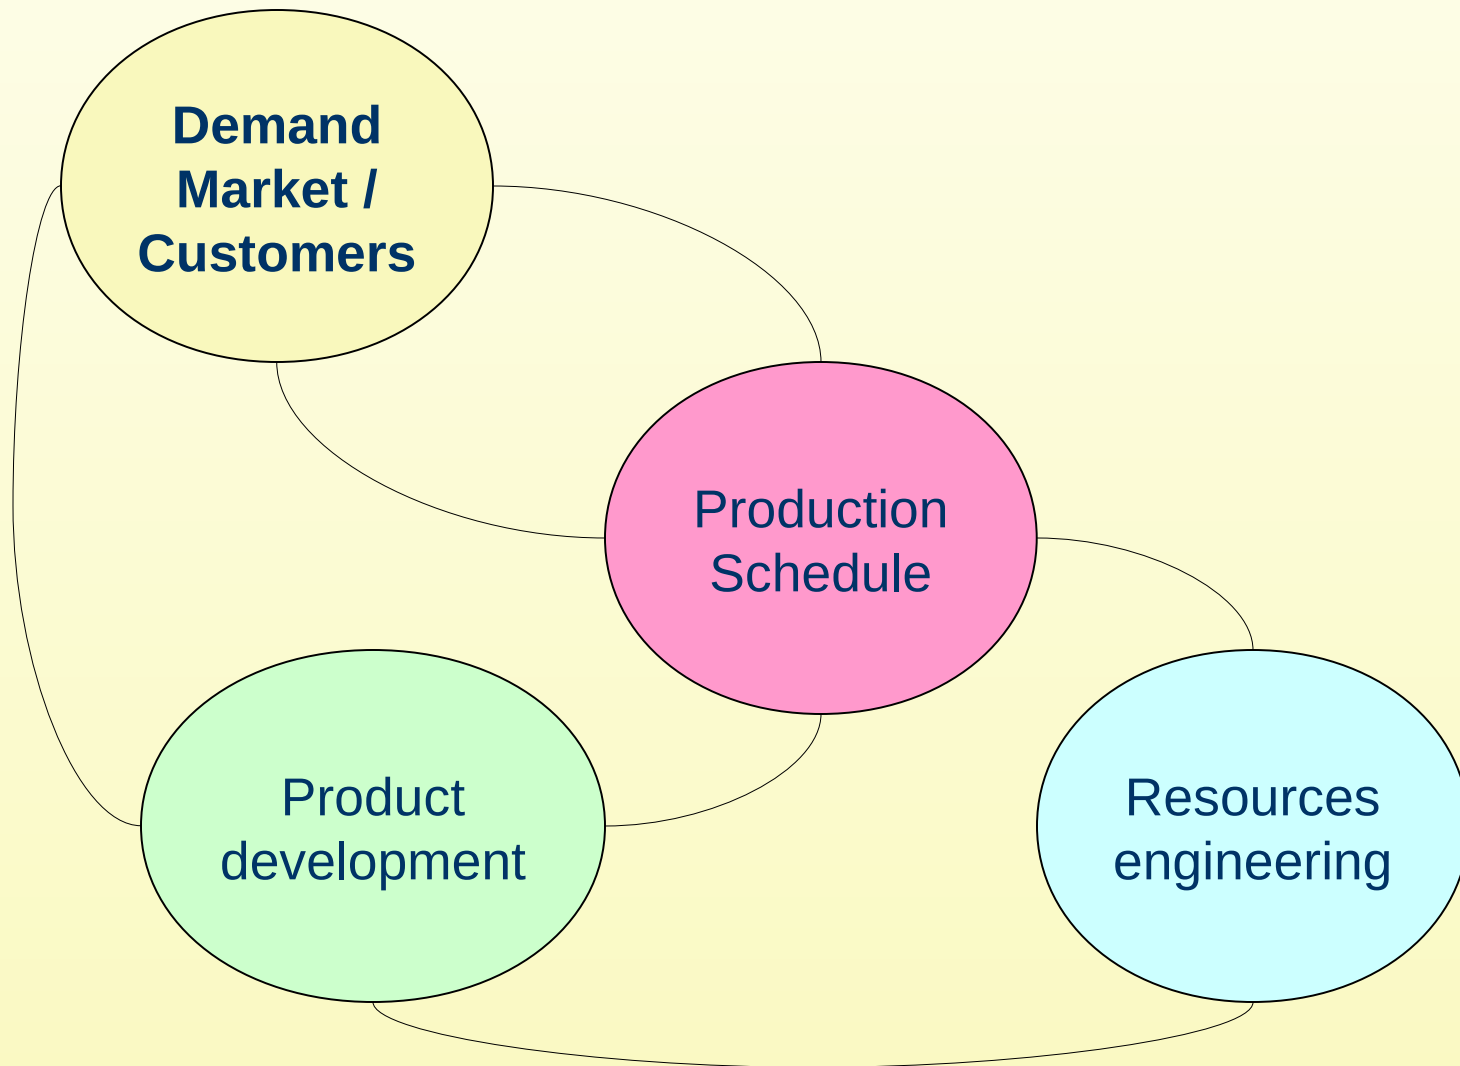 Demand
Market /
Customers
Production
Schedule
Product
development
Resources
engineering